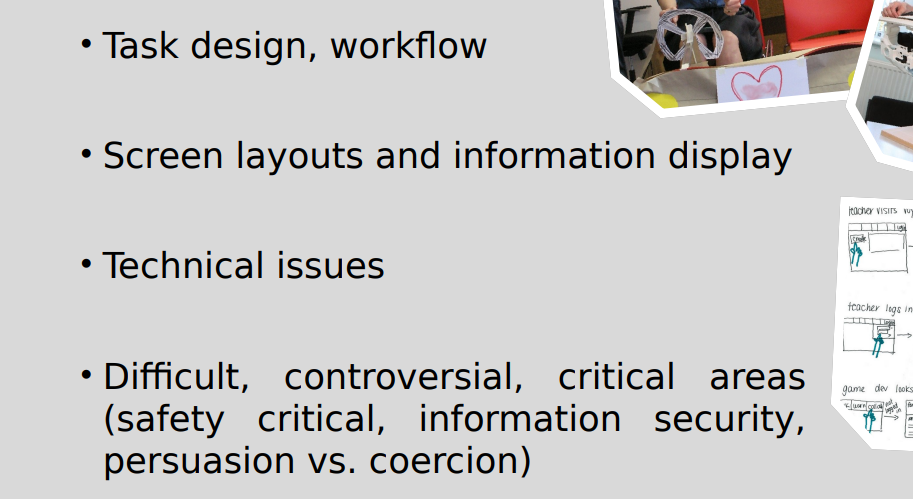 • Task design, workflow
• Screen layouts and information display
• Technical issues
• Difficult, controversial, critical areas
(safety critical, information security,
persuasion vs. coercion)
teacher visits
teacher logs in
game dev looks